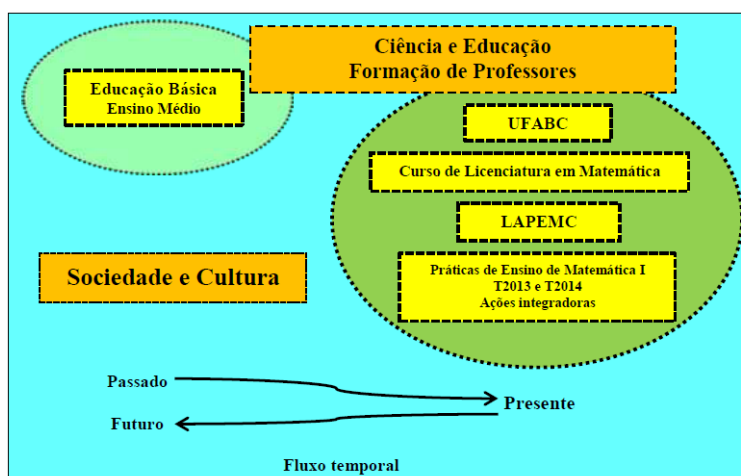 Ciência e Educação
Formação de Professores
Educação Básica
Ensino Médio
UFABC
Curso de Licenciatura em Matemática
LAPEMC
Práticas de Ensino de Matemática I
T2013 e T2014
Ações integradoras
Sociedade e Cultura
Passado
Presente
Futuro
Fluxo temporal